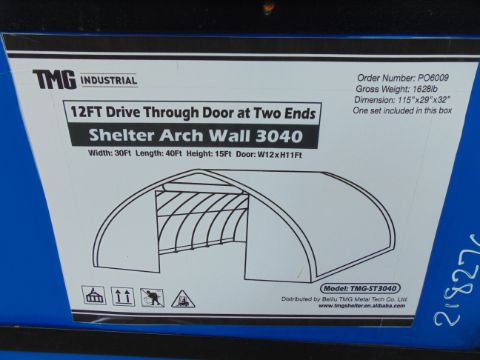 TMG INDUSTRIAL
Order Number: PO6009
Gross Weight: 1628lb
Dimension: 115"x29"x32"
One set included in this box
12FT Drive Through Door at Two Ends
Shelter Arch Wall 3040
Width: 30Ft Length: 40Ft Height: 15Ft Door: W12xH11Ft
Model: TMG-ST3040
Distributed by Beiliu TMG Metal Tech Co. Ltd.
www.tmgshelter.en.alibaba.com